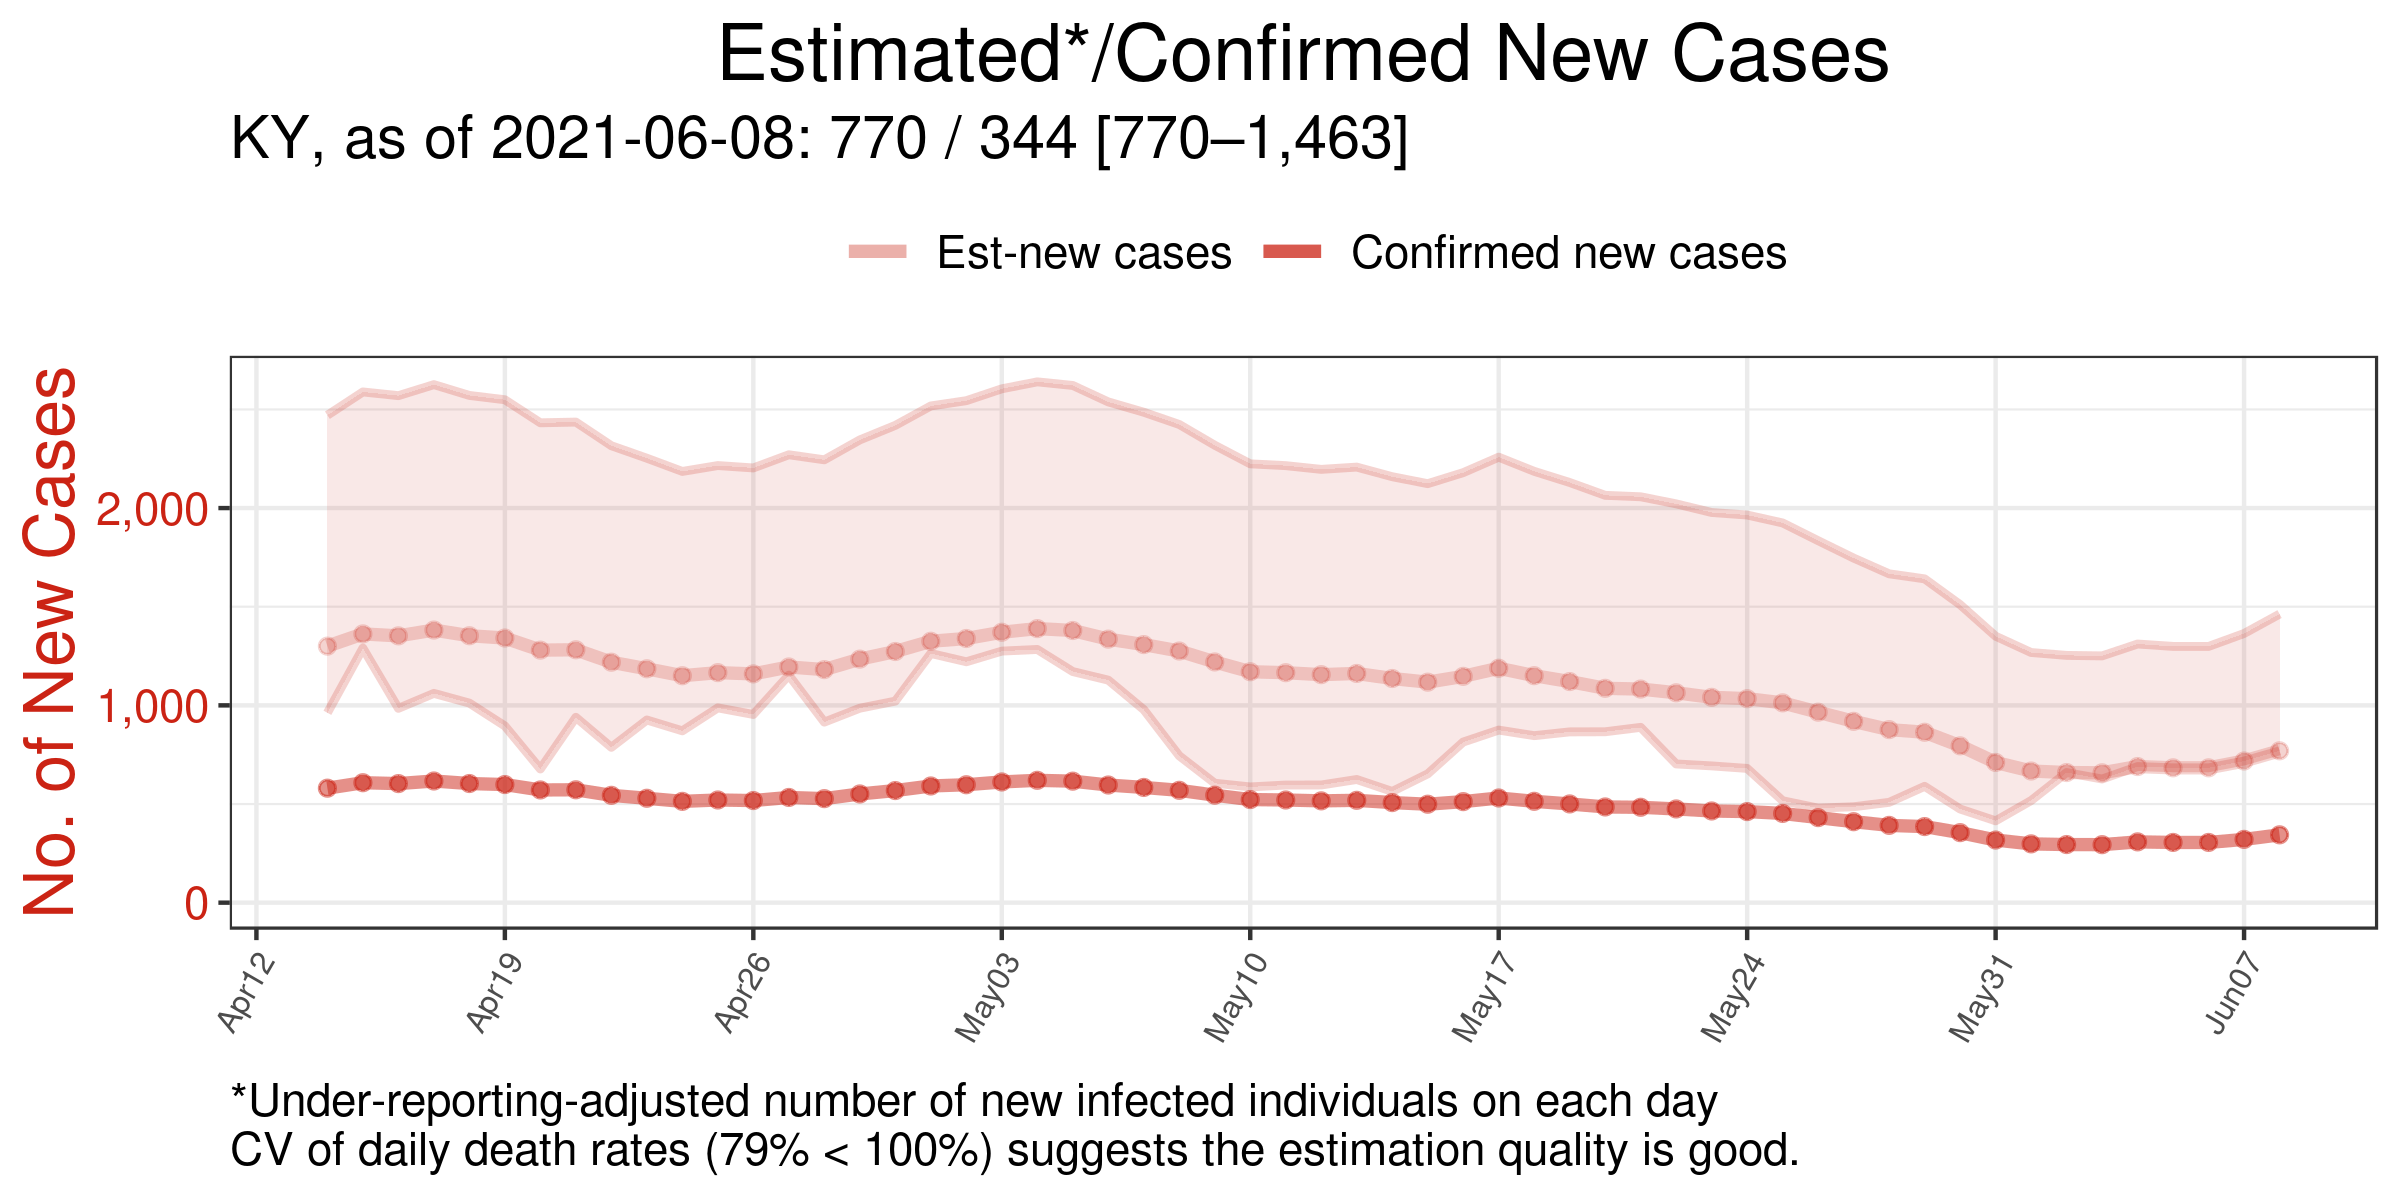 Estimated*/Confirmed New Cases
KY, as of 2021-06-08: 770 / 344 [770–1,463]
Est-new cases
Confirmed new cases
No. of New Cases
2,000
1,000
0
Apr12
Apr19
Apr26
May03
May10
May17
May24
May31
Jun07
*Under-reporting-adjusted number of new infected individuals on each day
CV of daily death rates (79% < 100%) suggests the estimation quality is good.